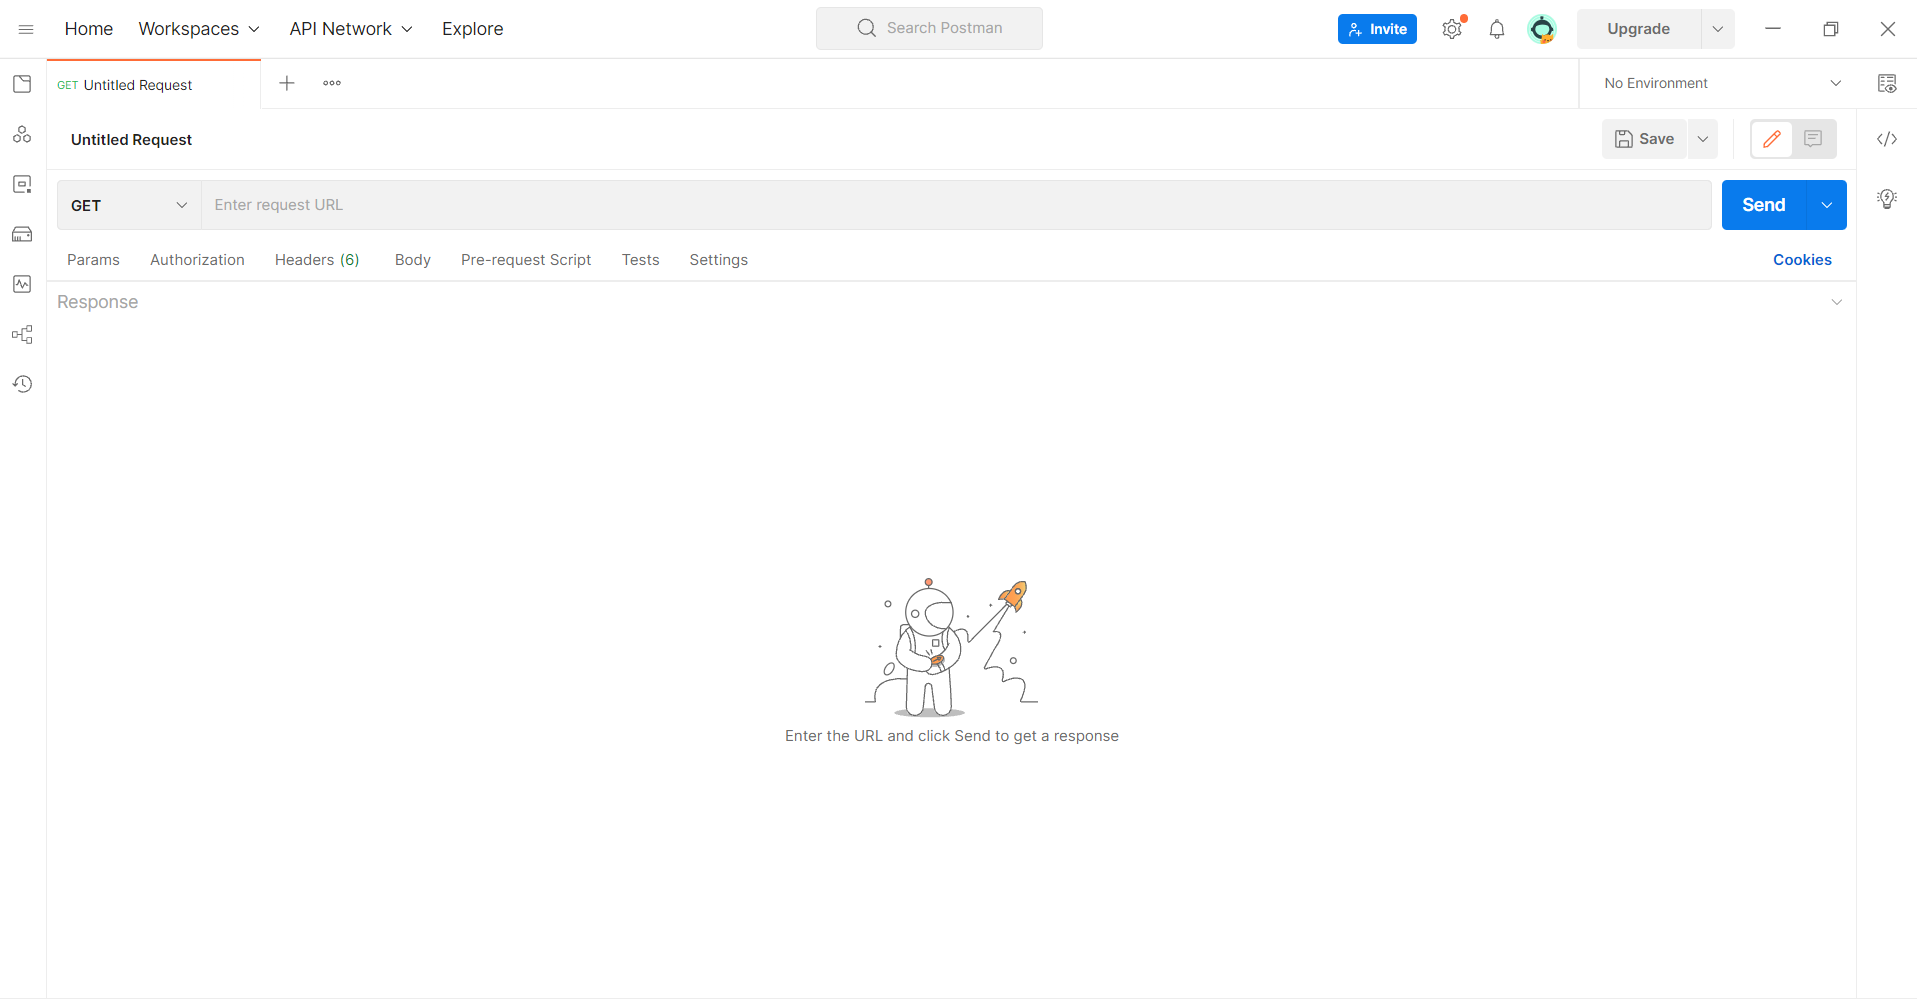 Home Workspaces API Network Explore Search Postman Invite Upgrade
GET Untitled Request No Environment
Untitled Request Save
GET Enter request URL Send
Params Authorization Headers (6) Body Pre-request Script Tests Settings Cookies
Response
Enter the URL and click Send to get a response